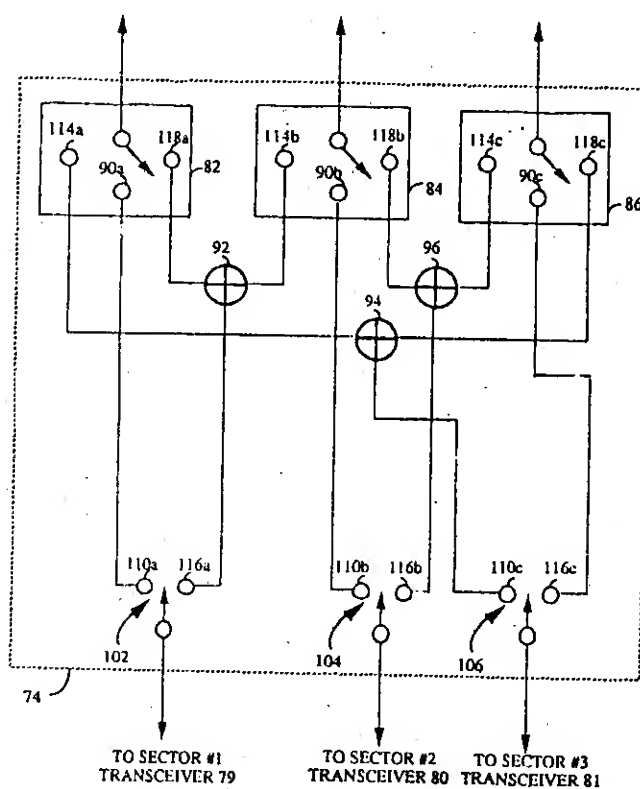 114a
118a
114b
118b
114c
118c
90a
82
90b
84
90c
86
92
96
94
110a
116a
110b
116b
110c
116c
102
104
106
74
TO SECTOR #1
TRANSCEIVER 79
TO SECTOR #2
TRANSCEIVER 80
TO SECTOR #3
TRANSCEIVER 81